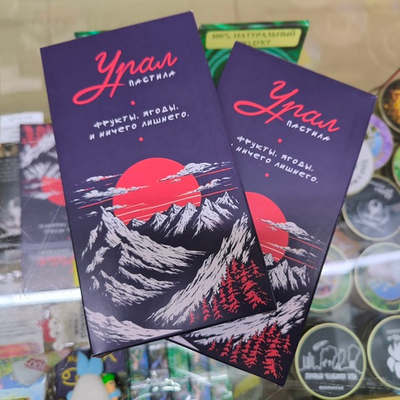 Урал
ПАСТИЛА
ФРУКТЫ, ЯГОДЫ,
И НИЧЕГО ЛИШНЕГО.
Урал
ПАСТИЛА
ФРУКТЫ, ЯГОДЫ,
И НИЧЕГО ЛИШНЕГО.
100% НАТУРАЛЬНЫЙ